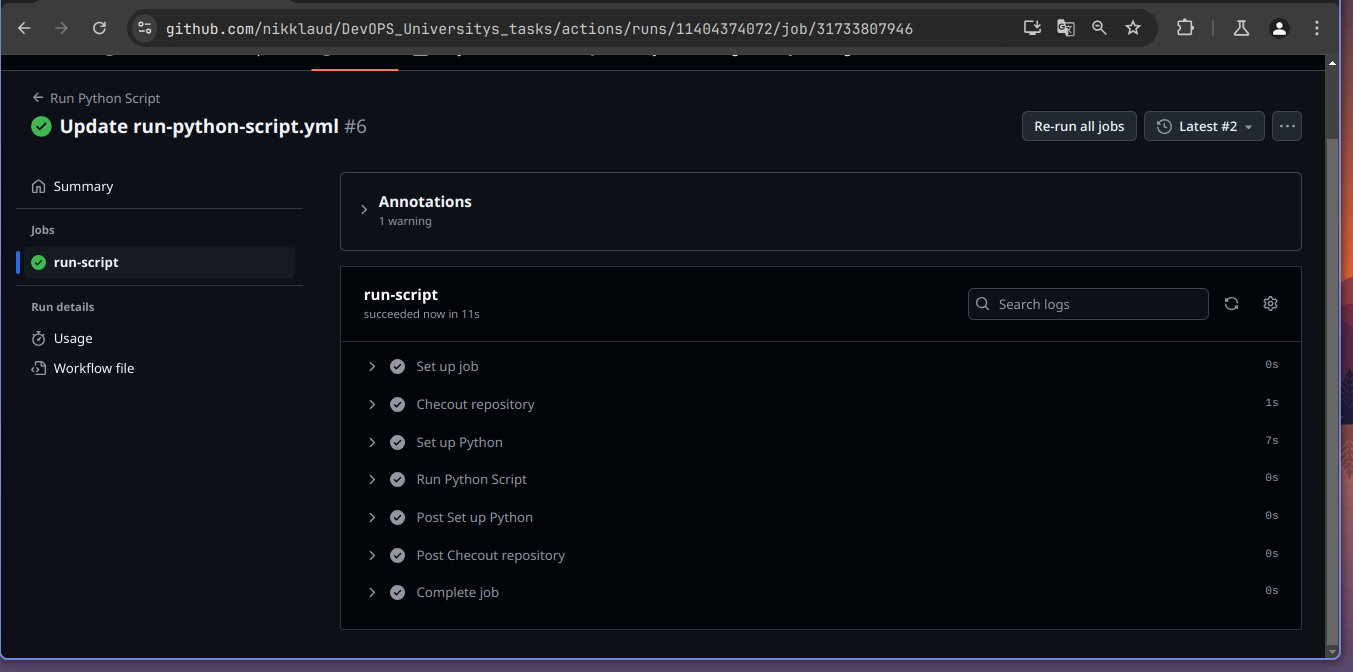 github.com/nikklaud/DevOPS_Universitys_tasks/actions/runs/11404374072/job/31733807946
Run Python Script
Update run-python-script.yml #6
Re-run all jobs
Latest #2
Summary
Annotations
1 warning
Jobs
run-script
run-script
succeeded now in 11s
Search logs
Run details
Usage
Workflow file
Set up job 0s
Checout repository 1s
Set up Python 7s
Run Python Script 0s
Post Set up Python 0s
Post Checout repository 0s
Complete job 0s